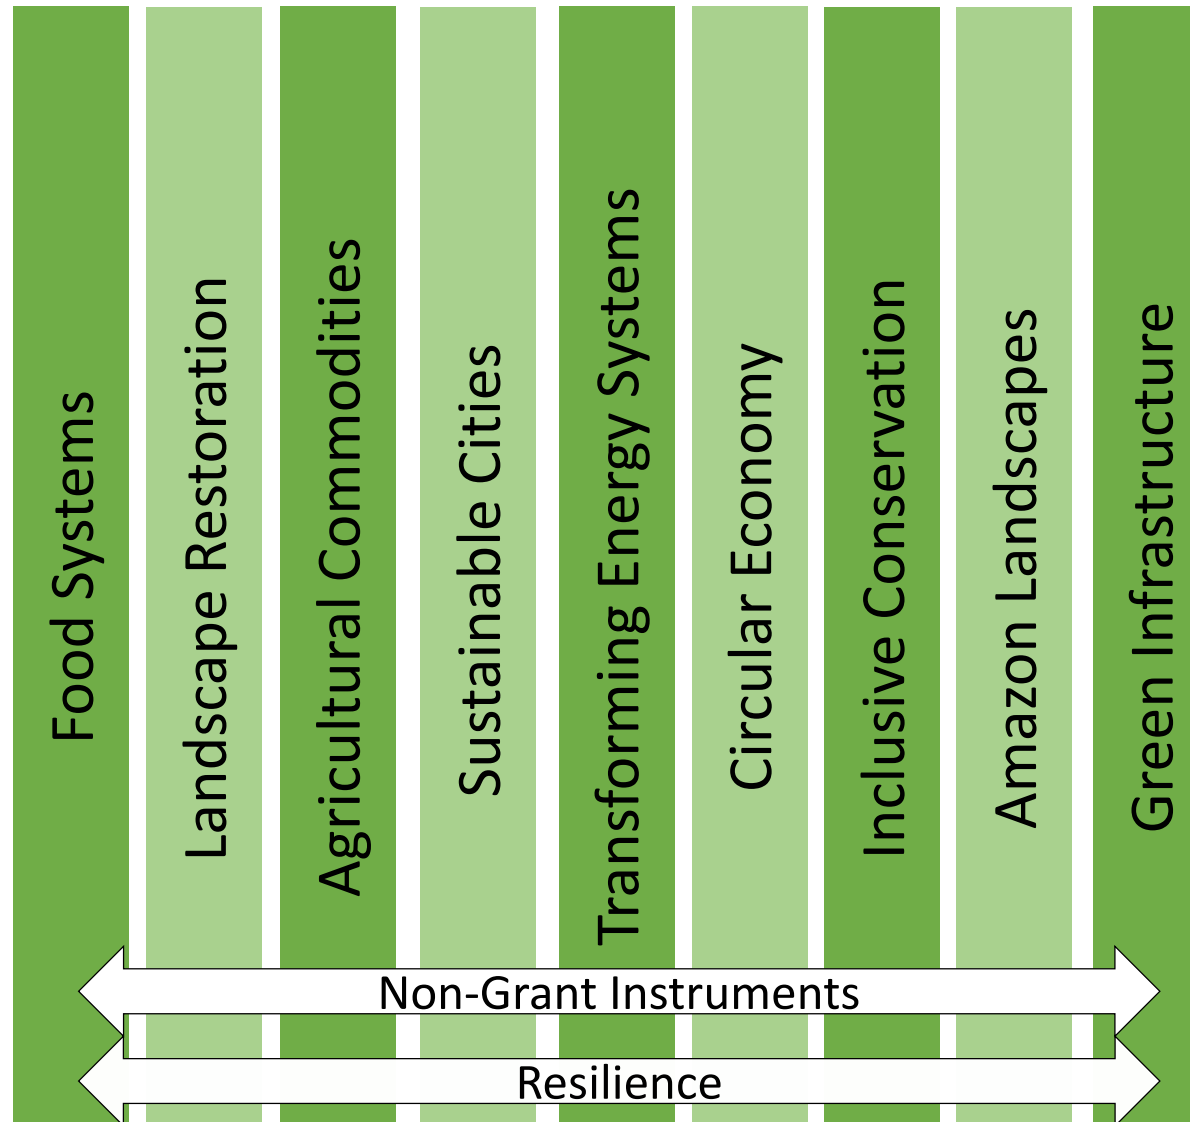 Food Systems
Landscape Restoration
Agricultural Commodities
Sustainable Cities
Transforming Energy Systems
Circular Economy
Inclusive Conservation
Amazon Landscapes
Green Infrastructure
Non-Grant Instruments
Resilience